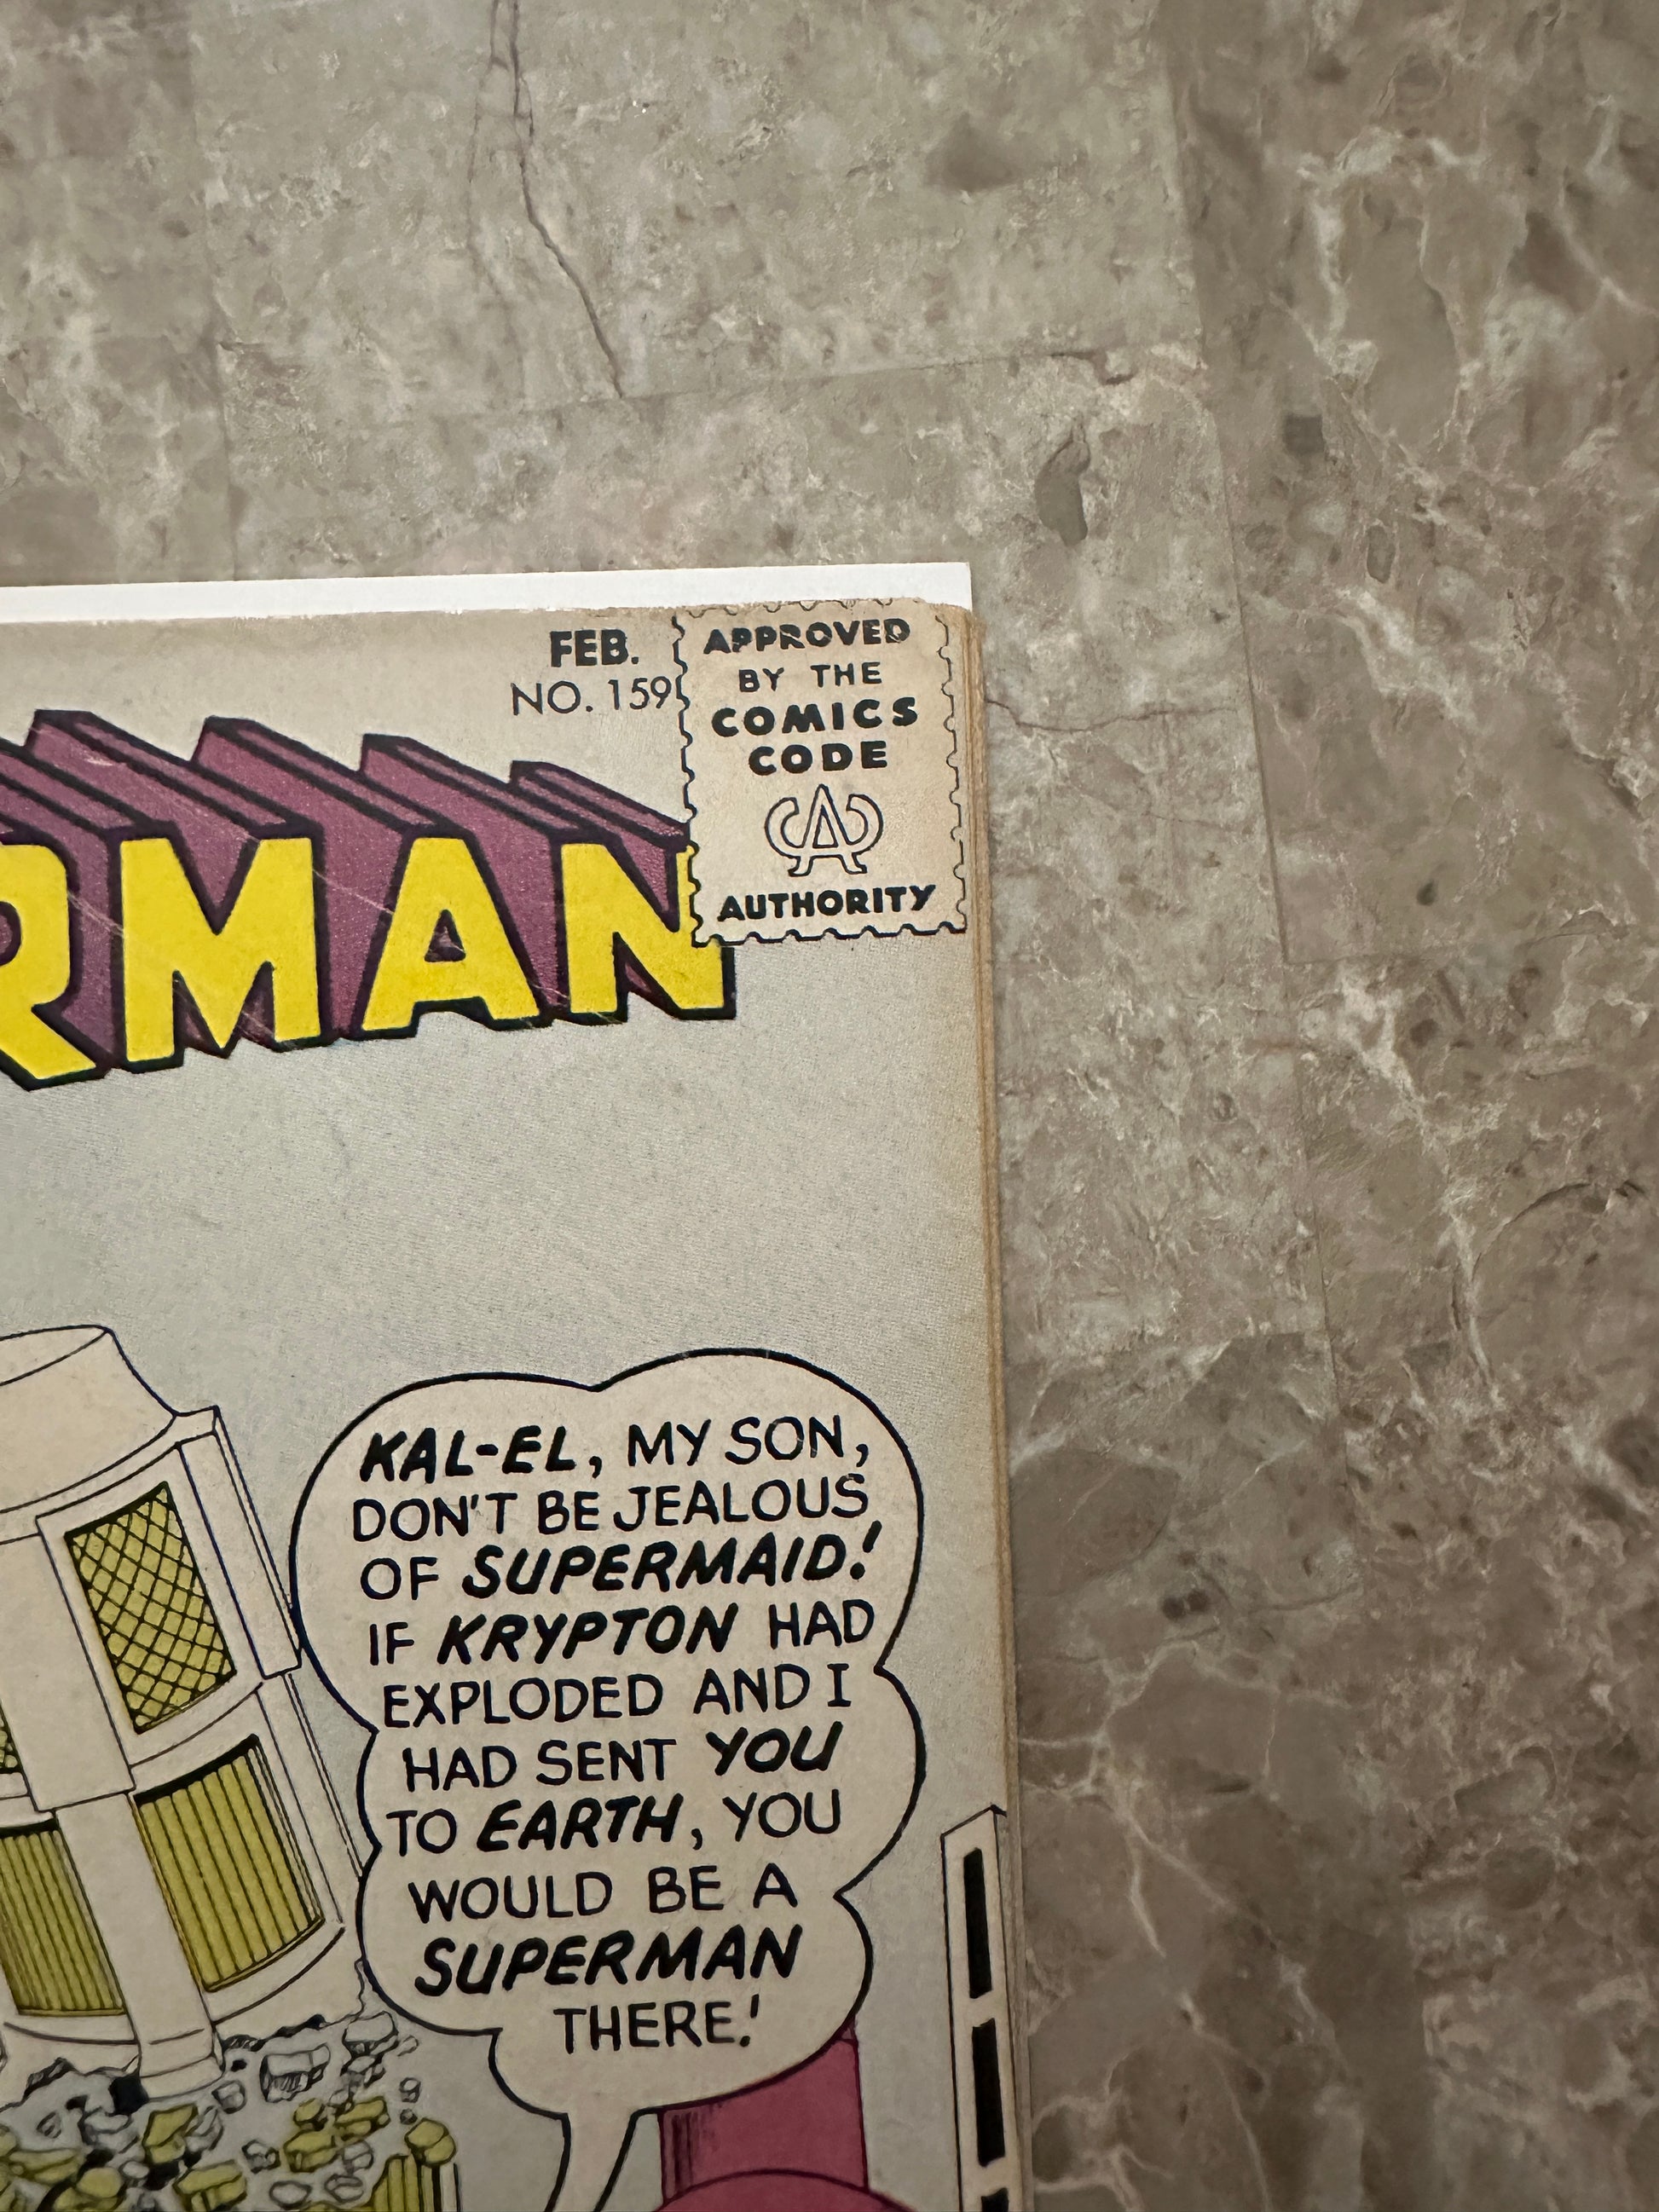 FEB.
NO. 159
APPROVED
BY THE
COMICS
CODE
CA
AUTHORITY
RMAN
KAL-EL, MY SON,
DON'T BE JEALOUS
OF SUPERMAID!
IF KRYPTON HAD
EXPLODED AND I
HAD SENT YOU
TO EARTH, YOU
WOULD BE A
SUPERMAN
THERE!